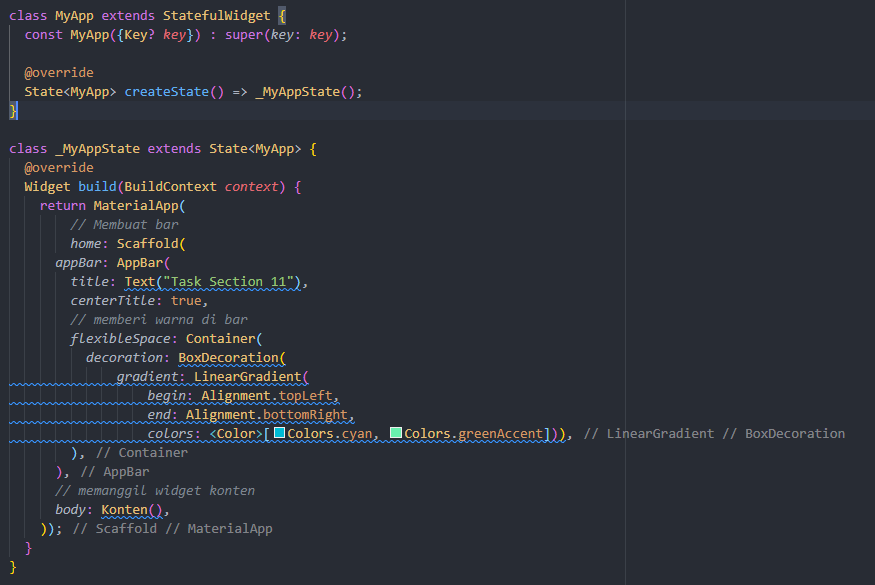 class MyApp extends StatefulWidget {
  const MyApp({Key? key}) : super(key: key);

  @override
  State<MyApp> createState() => _MyAppState();
}

class _MyAppState extends State<MyApp> {
  @override
  Widget build(BuildContext context) {
    return MaterialApp(
        // Membuat bar
        home: Scaffold(
      appBar: AppBar(
        title: Text("Task Section 11"),
        centerTitle: true,
        // memberi warna di bar
        flexibleSpace: Container(
          decoration: BoxDecoration(
              gradient: LinearGradient(
                  begin: Alignment.topLeft,
                  end: Alignment.bottomRight,
                  colors: <Color>[Colors.cyan, Colors.greenAccent])), // LinearGradient // BoxDecoration
        ), // Container
      ), // AppBar
      // memanggil widget konten
      body: Konten(),
    )); // Scaffold // MaterialApp
  }
}